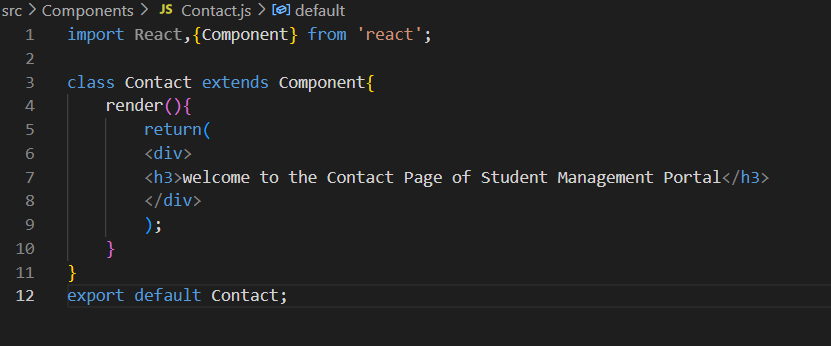 src > Components > JS Contact.js > default
1 import React,{Component} from 'react';
2
3 class Contact extends Component{
4 render(){
5 return(
6 <div>
7 <h3>welcome to the Contact Page of Student Management Portal</h3>
8 </div>
9 );
10 }
11 }
12 export default Contact;